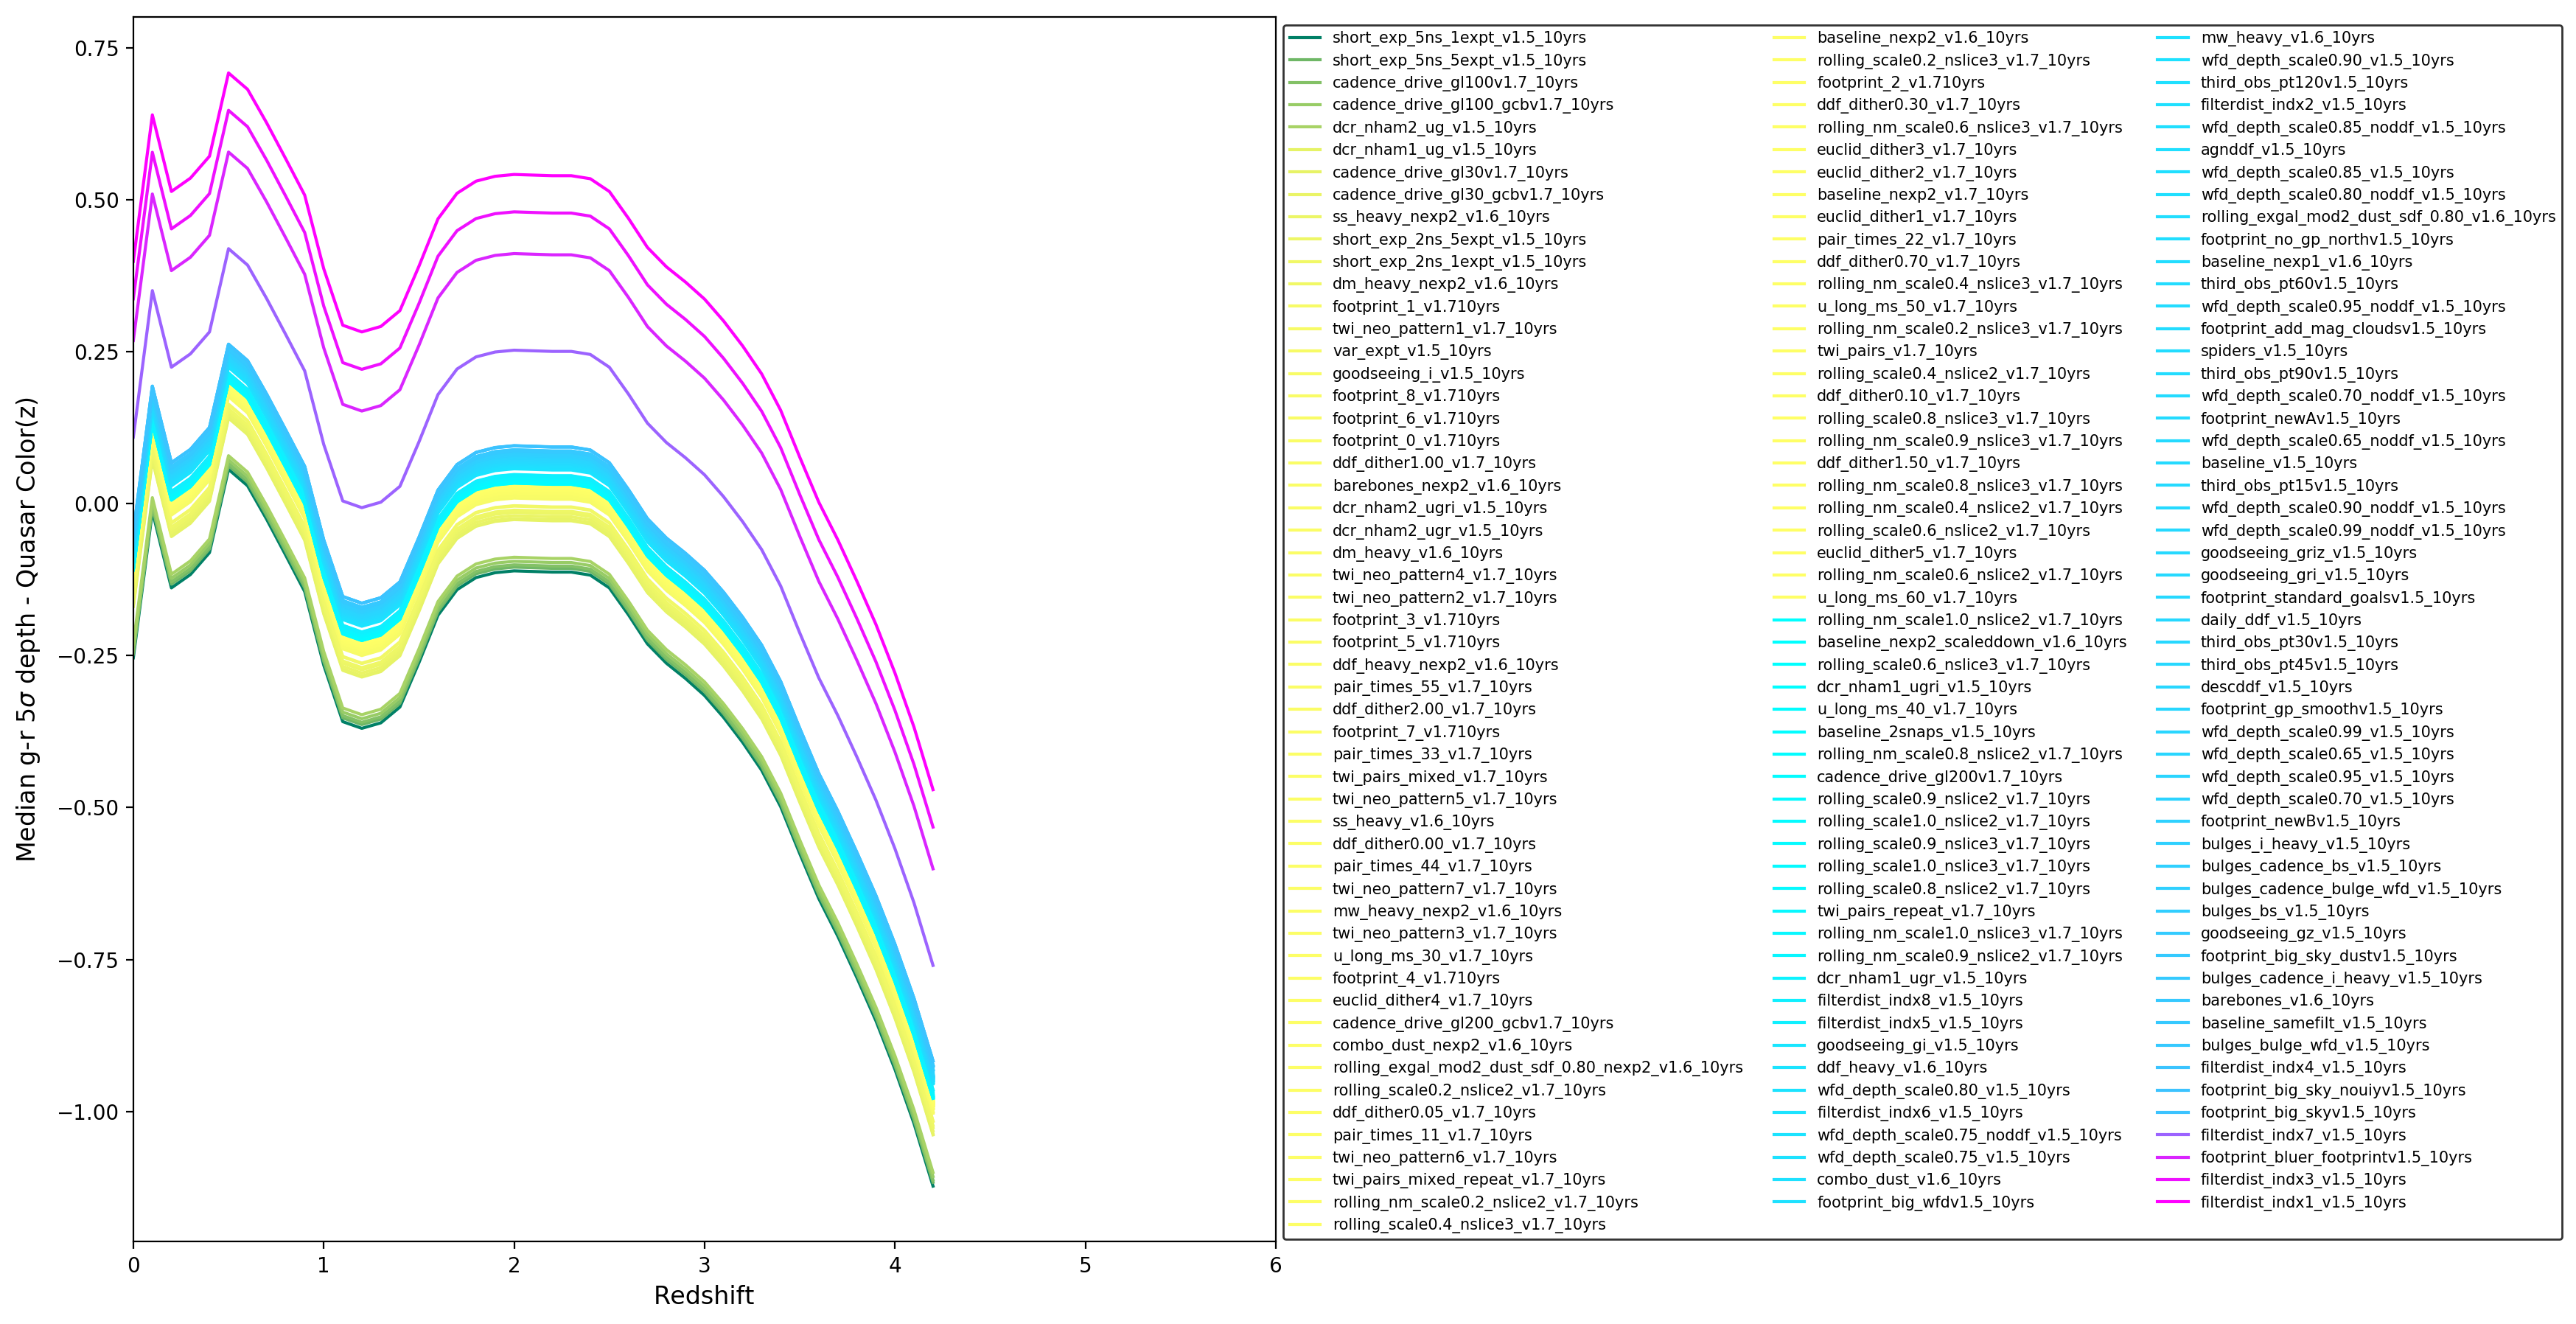 0.75
0.50
0.25
0.00
−0.25
−0.50
−0.75
−1.00
Median g-r 5σ depth - Quasar Color(z)
0 1 2 3 4 5 6
Redshift
short_exp_5ns_1expt_v1.5_10yrs
short_exp_5ns_5expt_v1.5_10yrs
cadence_drive_gl100v1.7_10yrs
cadence_drive_gl100_gcbv1.7_10yrs
dcr_nham2_ug_v1.5_10yrs
dcr_nham1_ug_v1.5_10yrs
cadence_drive_gl30v1.7_10yrs
cadence_drive_gl30_gcbv1.7_10yrs
ss_heavy_nexp2_v1.6_10yrs
short_exp_2ns_5expt_v1.5_10yrs
short_exp_2ns_1expt_v1.5_10yrs
dm_heavy_nexp2_v1.6_10yrs
footprint_1_v1.710yrs
twi_neo_pattern1_v1.7_10yrs
var_expt_v1.5_10yrs
goodseeing_i_v1.5_10yrs
footprint_8_v1.710yrs
footprint_6_v1.710yrs
footprint_0_v1.710yrs
ddf_dither1.00_v1.7_10yrs
barebones_nexp2_v1.6_10yrs
dcr_nham2_ugri_v1.5_10yrs
dcr_nham2_ugr_v1.5_10yrs
dm_heavy_v1.6_10yrs
twi_neo_pattern4_v1.7_10yrs
twi_neo_pattern2_v1.7_10yrs
footprint_3_v1.710yrs
footprint_5_v1.710yrs
ddf_heavy_nexp2_v1.6_10yrs
pair_times_55_v1.7_10yrs
ddf_dither2.00_v1.7_10yrs
footprint_7_v1.710yrs
pair_times_33_v1.7_10yrs
twi_pairs_mixed_v1.7_10yrs
twi_neo_pattern5_v1.7_10yrs
ss_heavy_v1.6_10yrs
ddf_dither0.00_v1.7_10yrs
pair_times_44_v1.7_10yrs
twi_neo_pattern7_v1.7_10yrs
mw_heavy_nexp2_v1.6_10yrs
twi_neo_pattern3_v1.7_10yrs
u_long_ms_30_v1.7_10yrs
footprint_4_v1.710yrs
euclid_dither4_v1.7_10yrs
cadence_drive_gl200_gcbv1.7_10yrs
combo_dust_nexp2_v1.6_10yrs
rolling_exgal_mod2_dust_sdf_0.80_nexp2_v1.6_10yrs
rolling_scale0.2_nslice2_v1.7_10yrs
ddf_dither0.05_v1.7_10yrs
pair_times_11_v1.7_10yrs
twi_neo_pattern6_v1.7_10yrs
twi_pairs_mixed_repeat_v1.7_10yrs
rolling_nm_scale0.2_nslice2_v1.7_10yrs
rolling_scale0.4_nslice3_v1.7_10yrs
baseline_nexp2_v1.6_10yrs
rolling_scale0.2_nslice3_v1.7_10yrs
footprint_2_v1.710yrs
ddf_dither0.30_v1.7_10yrs
rolling_nm_scale0.6_nslice3_v1.7_10yrs
euclid_dither3_v1.7_10yrs
euclid_dither2_v1.7_10yrs
baseline_nexp2_v1.7_10yrs
euclid_dither1_v1.7_10yrs
pair_times_22_v1.7_10yrs
ddf_dither0.70_v1.7_10yrs
rolling_nm_scale0.4_nslice3_v1.7_10yrs
u_long_ms_50_v1.7_10yrs
rolling_nm_scale0.2_nslice3_v1.7_10yrs
twi_pairs_v1.7_10yrs
rolling_scale0.4_nslice2_v1.7_10yrs
ddf_dither0.10_v1.7_10yrs
rolling_scale0.8_nslice3_v1.7_10yrs
rolling_nm_scale0.9_nslice3_v1.7_10yrs
ddf_dither1.50_v1.7_10yrs
rolling_nm_scale0.8_nslice3_v1.7_10yrs
rolling_nm_scale0.4_nslice2_v1.7_10yrs
rolling_scale0.6_nslice2_v1.7_10yrs
euclid_dither5_v1.7_10yrs
rolling_nm_scale0.6_nslice2_v1.7_10yrs
u_long_ms_60_v1.7_10yrs
rolling_nm_scale1.0_nslice2_v1.7_10yrs
baseline_nexp2_scaleddown_v1.6_10yrs
rolling_scale0.6_nslice3_v1.7_10yrs
dcr_nham1_ugri_v1.5_10yrs
u_long_ms_40_v1.7_10yrs
baseline_2snaps_v1.5_10yrs
rolling_nm_scale0.8_nslice2_v1.7_10yrs
cadence_drive_gl200v1.7_10yrs
rolling_scale0.9_nslice2_v1.7_10yrs
rolling_scale1.0_nslice2_v1.7_10yrs
rolling_scale0.9_nslice3_v1.7_10yrs
rolling_scale1.0_nslice3_v1.7_10yrs
rolling_scale0.8_nslice2_v1.7_10yrs
twi_pairs_repeat_v1.7_10yrs
rolling_nm_scale1.0_nslice3_v1.7_10yrs
rolling_nm_scale0.9_nslice2_v1.7_10yrs
dcr_nham1_ugr_v1.5_10yrs
filterdist_indx8_v1.5_10yrs
filterdist_indx5_v1.5_10yrs
goodseeing_gi_v1.5_10yrs
ddf_heavy_v1.6_10yrs
wfd_depth_scale0.80_v1.5_10yrs
filterdist_indx6_v1.5_10yrs
wfd_depth_scale0.75_noddf_v1.5_10yrs
wfd_depth_scale0.75_v1.5_10yrs
combo_dust_v1.6_10yrs
footprint_big_wfdv1.5_10yrs
mw_heavy_v1.6_10yrs
wfd_depth_scale0.90_v1.5_10yrs
third_obs_pt120v1.5_10yrs
filterdist_indx2_v1.5_10yrs
wfd_depth_scale0.85_noddf_v1.5_10yrs
agnddf_v1.5_10yrs
wfd_depth_scale0.85_v1.5_10yrs
wfd_depth_scale0.80_noddf_v1.5_10yrs
rolling_exgal_mod2_dust_sdf_0.80_v1.6_10yrs
footprint_no_gp_northv1.5_10yrs
baseline_nexp1_v1.6_10yrs
third_obs_pt60v1.5_10yrs
wfd_depth_scale0.95_noddf_v1.5_10yrs
footprint_add_mag_cloudsv1.5_10yrs
spiders_v1.5_10yrs
third_obs_pt90v1.5_10yrs
wfd_depth_scale0.70_noddf_v1.5_10yrs
footprint_newAv1.5_10yrs
wfd_depth_scale0.65_noddf_v1.5_10yrs
baseline_v1.5_10yrs
third_obs_pt15v1.5_10yrs
wfd_depth_scale0.90_noddf_v1.5_10yrs
wfd_depth_scale0.99_noddf_v1.5_10yrs
goodseeing_griz_v1.5_10yrs
goodseeing_gri_v1.5_10yrs
footprint_standard_goalsv1.5_10yrs
daily_ddf_v1.5_10yrs
third_obs_pt30v1.5_10yrs
third_obs_pt45v1.5_10yrs
descddf_v1.5_10yrs
footprint_gp_smoothv1.5_10yrs
wfd_depth_scale0.99_v1.5_10yrs
wfd_depth_scale0.65_v1.5_10yrs
wfd_depth_scale0.95_v1.5_10yrs
wfd_depth_scale0.70_v1.5_10yrs
footprint_newBv1.5_10yrs
bulges_i_heavy_v1.5_10yrs
bulges_cadence_bs_v1.5_10yrs
bulges_cadence_bulge_wfd_v1.5_10yrs
bulges_bs_v1.5_10yrs
goodseeing_gz_v1.5_10yrs
footprint_big_sky_dustv1.5_10yrs
bulges_cadence_i_heavy_v1.5_10yrs
barebones_v1.6_10yrs
baseline_samefilt_v1.5_10yrs
bulges_bulge_wfd_v1.5_10yrs
filterdist_indx4_v1.5_10yrs
footprint_big_sky_nouiyv1.5_10yrs
footprint_big_skyv1.5_10yrs
filterdist_indx7_v1.5_10yrs
footprint_bluer_footprintv1.5_10yrs
filterdist_indx3_v1.5_10yrs
filterdist_indx1_v1.5_10yrs